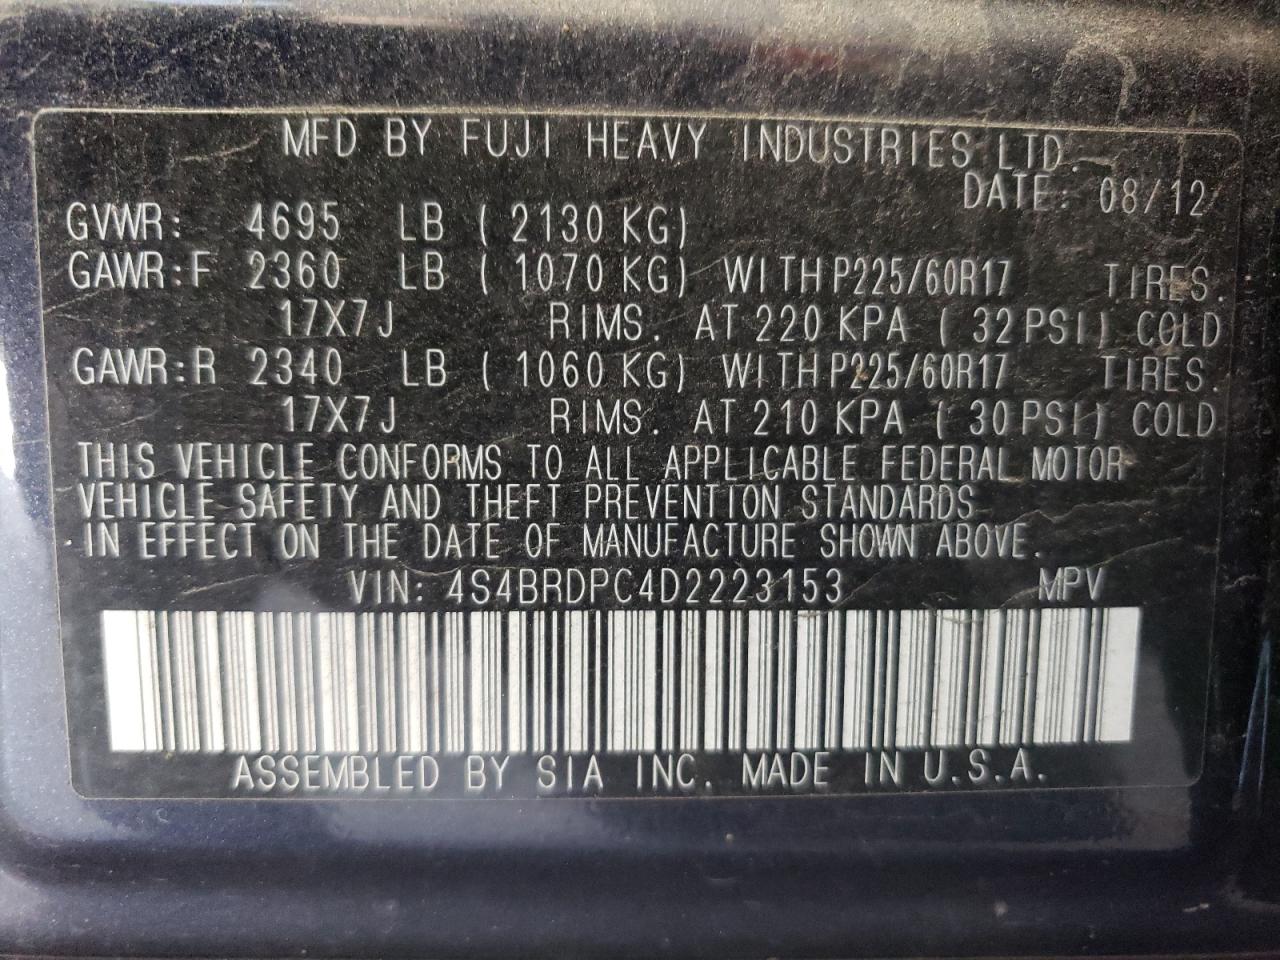 MFD BY FUJI HEAVY INDUSTRIES LTD.
DATE: 08/12
GVWR: 4695 LB ( 2130 KG)
GAWR:F 2360 LB ( 1070 KG) WITH P225/60R17 TIRES.
17X7J RIMS. AT 220 KPA ( 32 PSI) COLD
GAWR:R 2340 LB ( 1060 KG) WITH P225/60R17 TIRES.
17X7J RIMS. AT 210 KPA ( 30 PSI) COLD
THIS VEHICLE CONFORMS TO ALL APPLICABLE FEDERAL MOTOR
VEHICLE SAFETY AND THEFT PREVENTION STANDARDS
IN EFFECT ON THE DATE OF MANUFACTURE SHOWN ABOVE.
VIN: 4S4BRDPC4D2223153 MPV
ASSEMBLED BY SIA INC. MADE IN U.S.A.